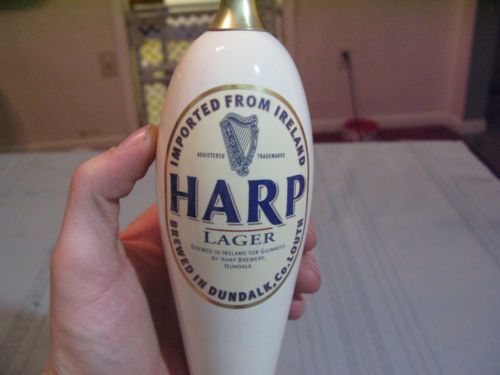 IMPORTED FROM IRELAND
REGISTERED TRADEMARKS
HARP
LAGER
BREWED IN IRELAND FOR GUINNESS
BY HARP BREWERY,
DUNDALK.
BREWED IN DUNDALK, Co. LOUTH